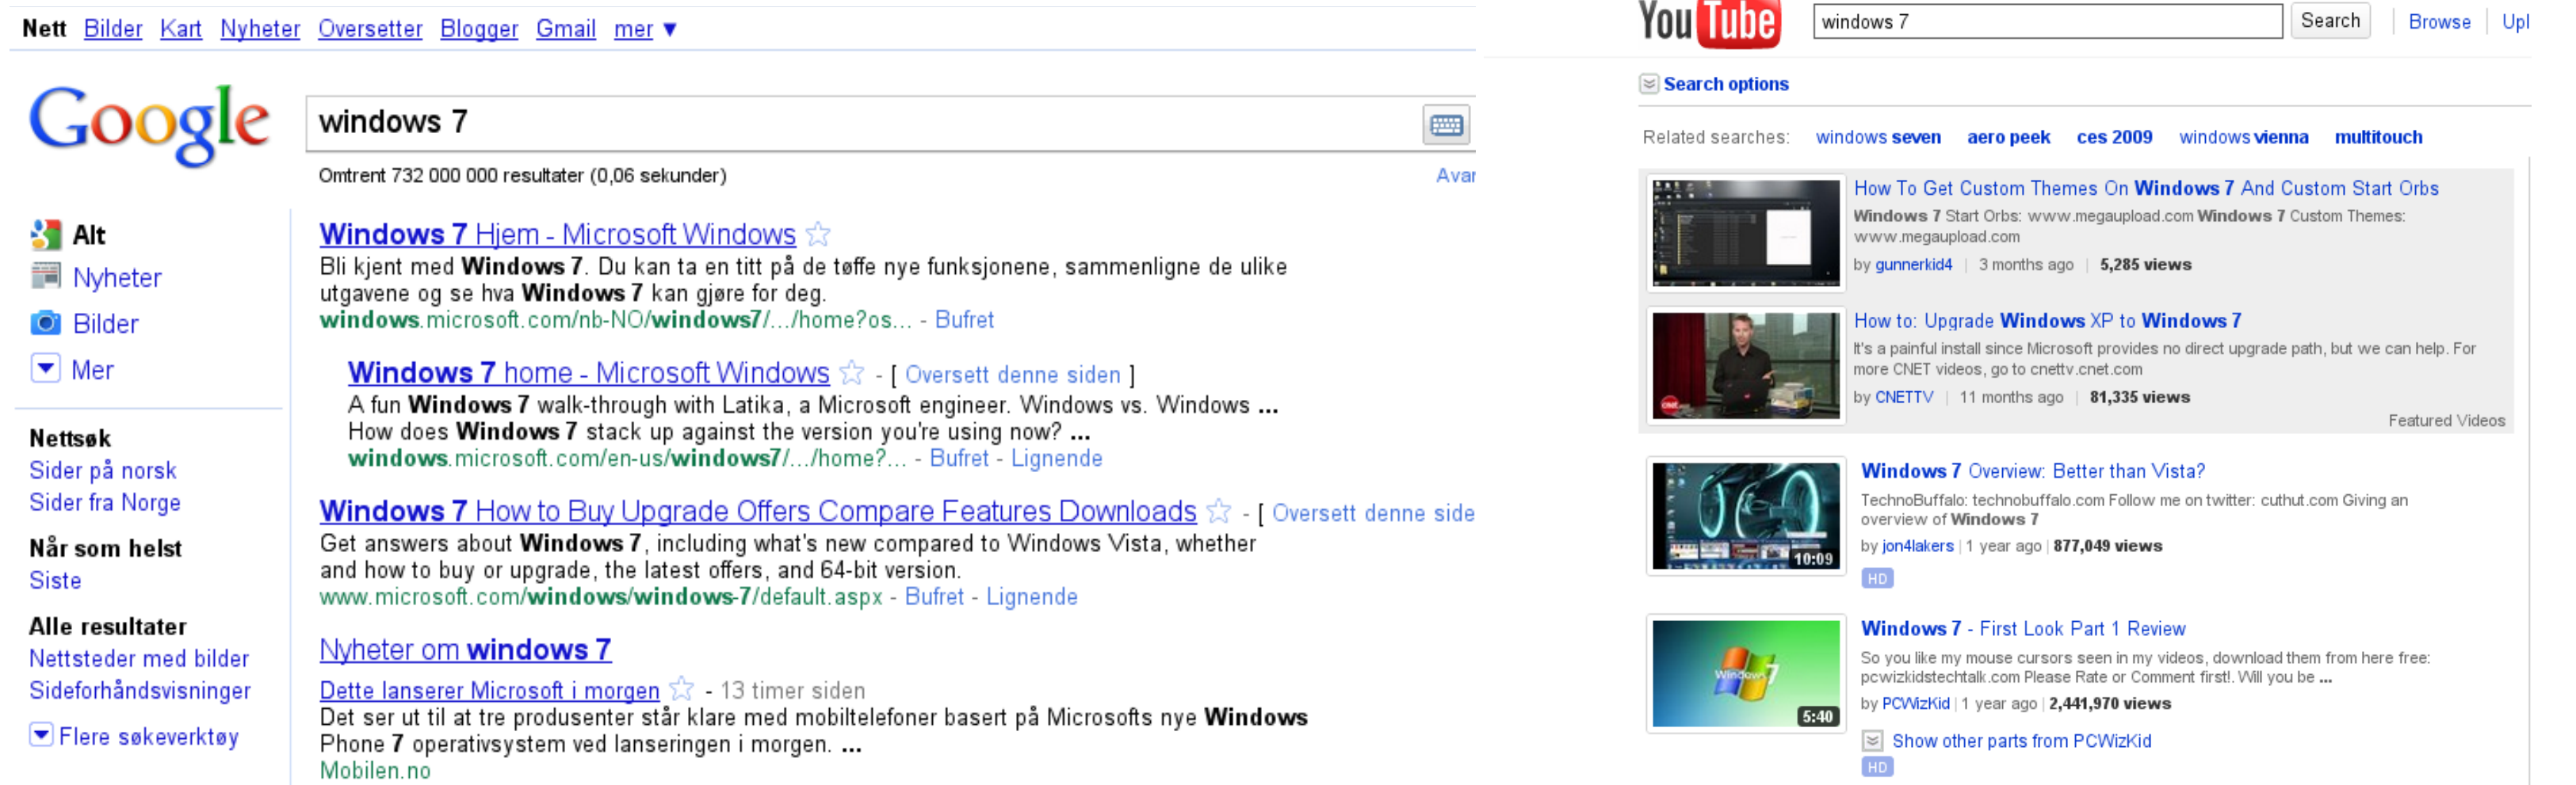 Nett Bilder Kart Nyheter Oversetter Blogger Gmail mer ▼
Google
windows 7
Omtrent 732 000 000 resultater (0,06 sekunder)
Avar
Alt
Nyheter
Bilder
Mer
Nettsøk
Sider på norsk
Sider fra Norge
Når som helst
Siste
Alle resultater
Nettsteder med bilder
Sideforhåndsvisninger
Flere søkeverktøy
Windows 7 Hjem - Microsoft Windows
Bli kjent med Windows 7. Du kan ta en titt på de tøffe nye funksjonene, sammenligne de ulike
utgavene og se hva Windows 7 kan gjøre for deg.
windows.microsoft.com/nb-NO/windows7/.../home?os... - Bufret
Windows 7 home - Microsoft Windows - [ Oversett denne siden ]
A fun Windows 7 walk-through with Latika, a Microsoft engineer. Windows vs. Windows ...
How does Windows 7 stack up against the version you're using now? ...
windows.microsoft.com/en-us/windows7/.../home?... - Bufret - Lignende
Windows 7 How to Buy Upgrade Offers Compare Features Downloads - [ Oversett denne side
Get answers about Windows 7, including what's new compared to Windows Vista, whether
and how to buy or upgrade, the latest offers, and 64-bit version.
www.microsoft.com/windows/windows-7/default.aspx - Bufret - Lignende
Nyheter om windows 7
Dette lanserer Microsoft i morgen - 13 timer siden
Det ser ut til at tre produsenter står klare med mobiltelefoner basert på Microsofts nye Windows
Phone 7 operativsystem ved lanseringen i morgen. ...
Mobilen.no
YouTube
windows 7
Search
Browse
Upl
Search options
Related searches: windows seven aero peek ces 2009 windows vienna multitouch
How To Get Custom Themes On Windows 7 And Custom Start Orbs
Windows 7 Start Orbs: www.megaupload.com Windows 7 Custom Themes:
www.megaupload.com
by gunnerkid4 | 3 months ago | 5,285 views
How to: Upgrade Windows XP to Windows 7
It's a painful install since Microsoft provides no direct upgrade path, but we can help. For
more CNET videos, go to cnettv.cnet.com
by CNETTV | 11 months ago | 81,335 views
Featured Videos
10:09
Windows 7 Overview: Better than Vista?
TechnoBuffalo: technobuffalo.com Follow me on twitter: cuthut.com Giving an
overview of Windows 7
by jon4lakers | 1 year ago | 877,049 views
HD
Windows 7
5:40
Windows 7 - First Look Part 1 Review
So you like my mouse cursors seen in my videos, download them from here free:
pcwizkidstechtalk.com Please Rate or Comment first!. Will you be ...
by PCWizKid | 1 year ago | 2,441,970 views
Show other parts from PCWizKid
HD